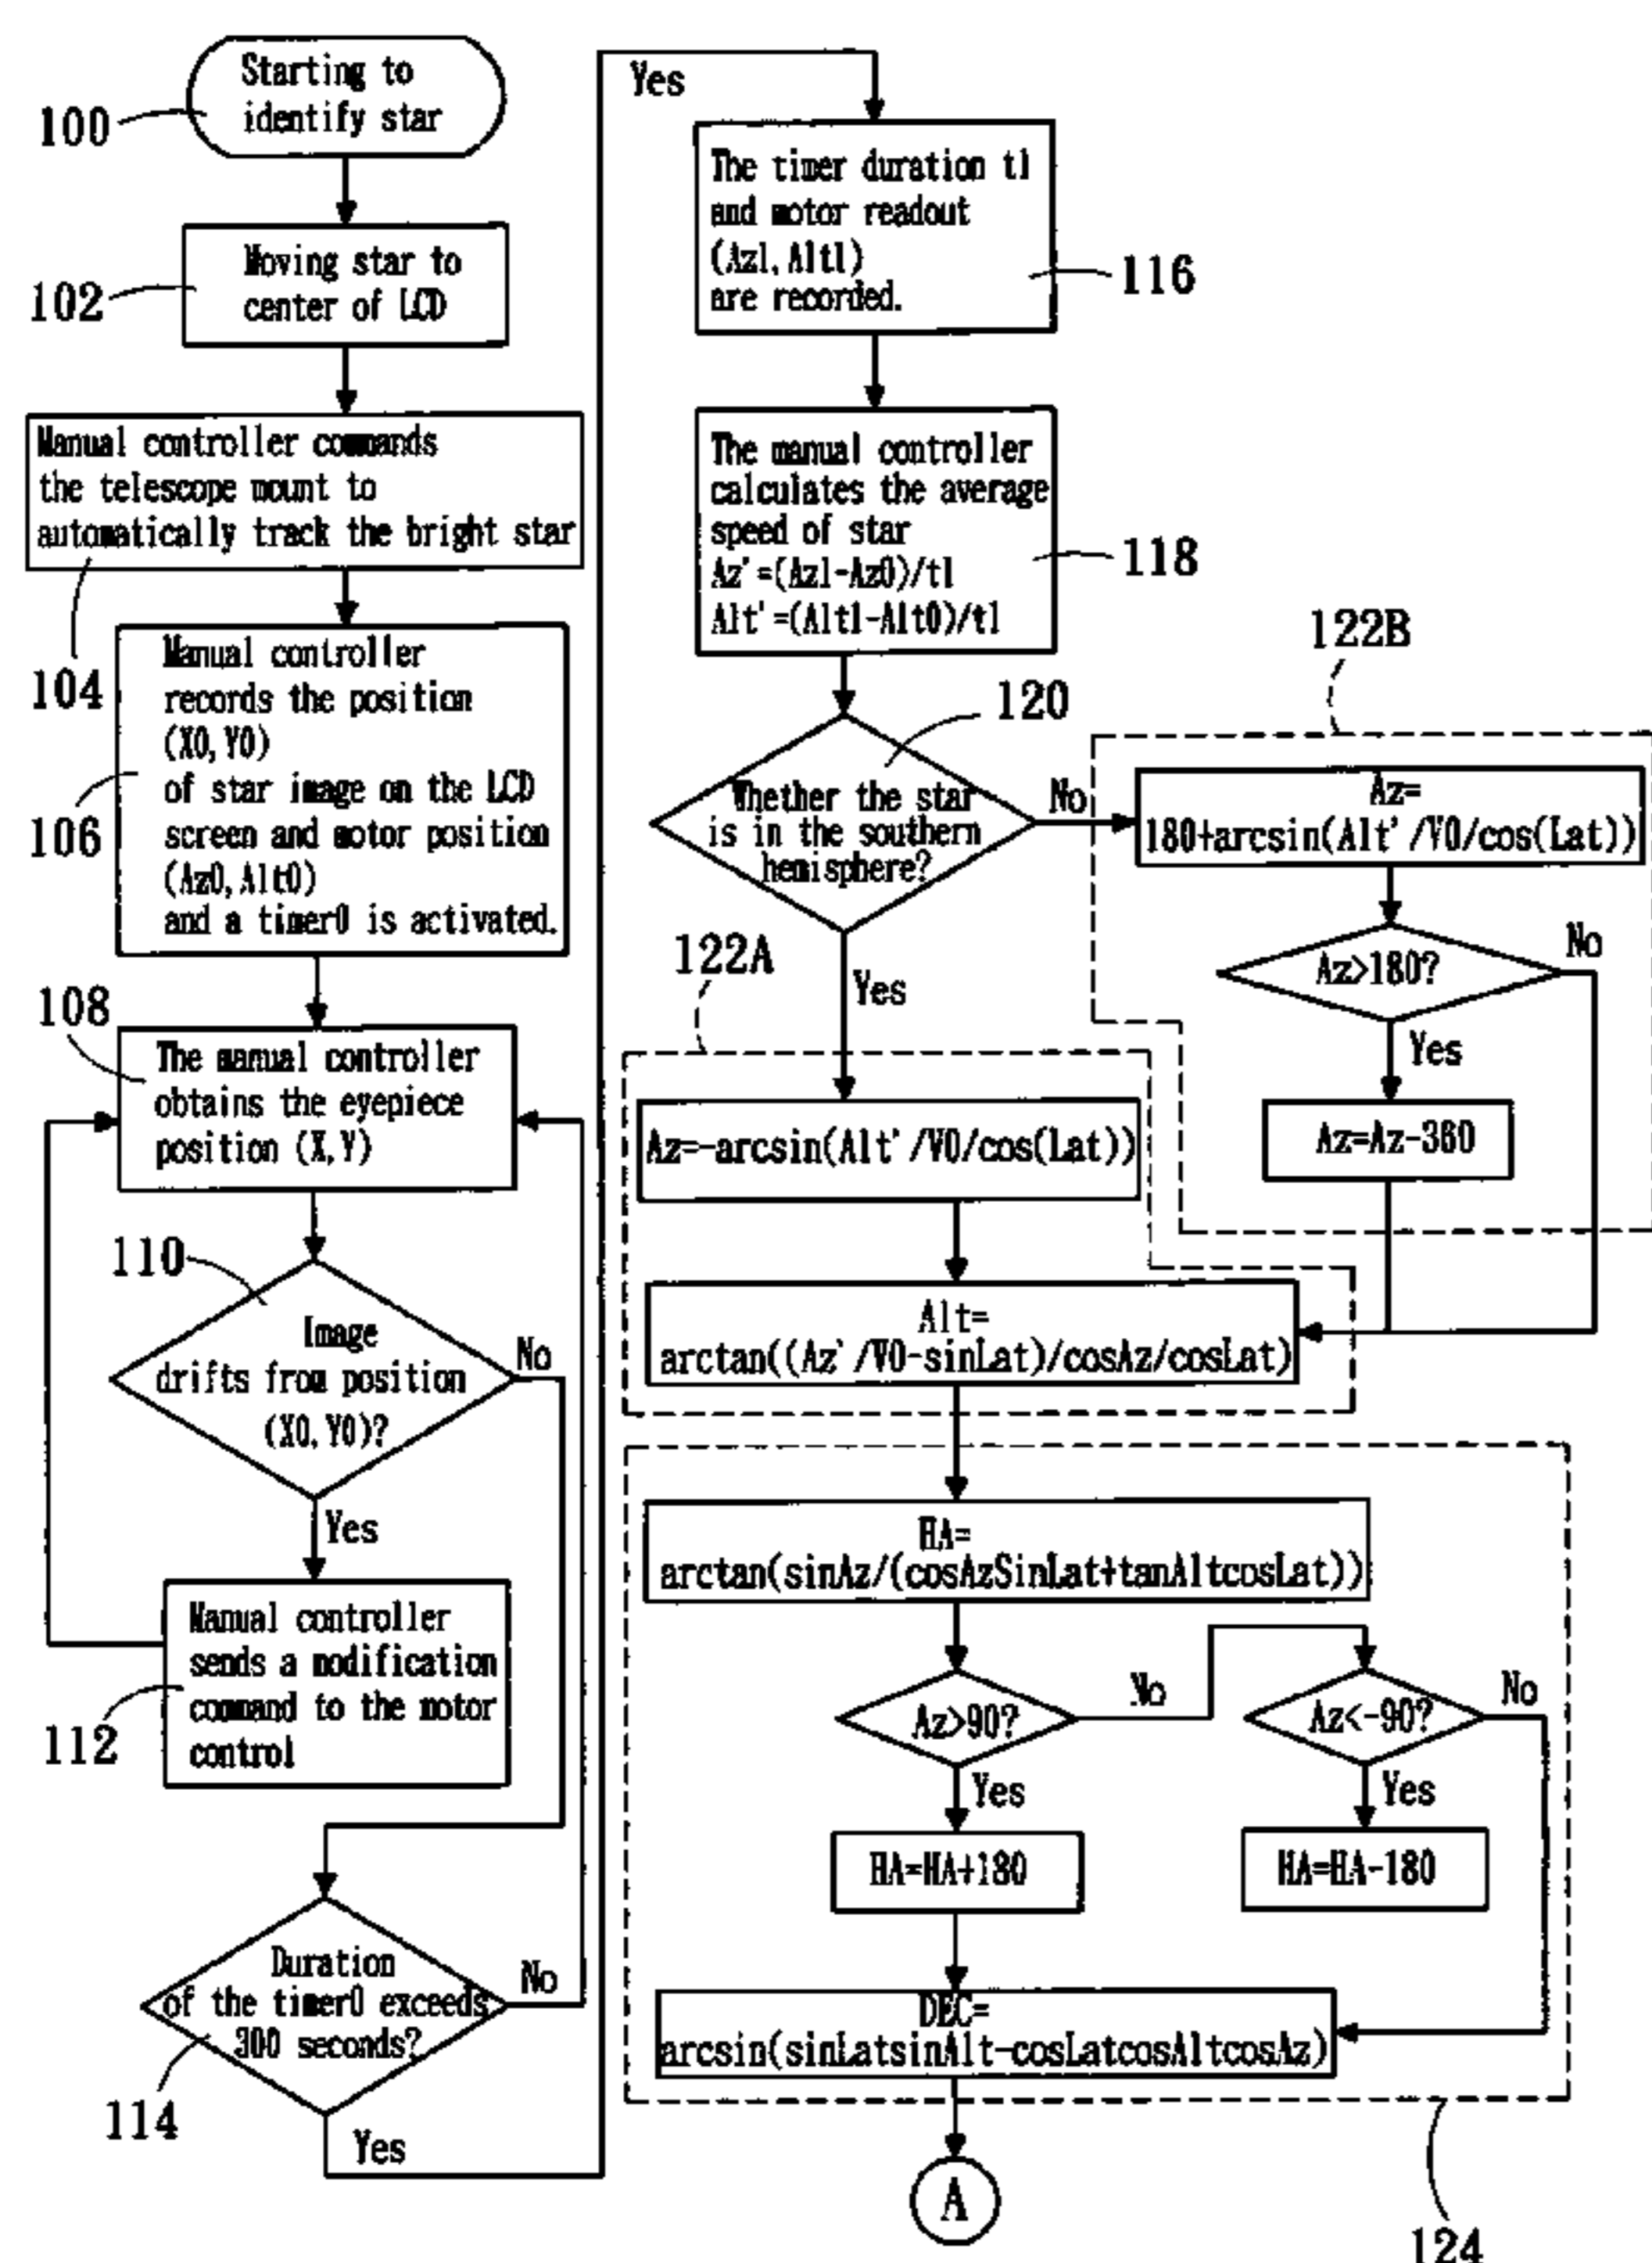 Starting to
identify star
100
Moving star to
center of LCD
102
Manual controller commands
the telescope mount to
automatically track the bright star
104
Manual controller
records the position
(X0,Y0)
of star image on the LCD
screen and motor position
(Az0,Alt0)
and a timer0 is activated.
106
108
The manual controller
obtains the eyepiece
position (X,Y)
110
Image
drifts from position
(X0,Y0)?
No
Yes
Manual controller
sends a modification
command to the motor
control
112
Duration
of the timer0 exceeds
300 seconds?
No
114
Yes
Yes
The timer duration t1
and motor readout
(Az1,Alt1)
are recorded.
116
The manual controller
calculates the average
speed of star
Az'=(Az1-Az0)/t1
Alt'=(Alt1-Alt0)/t1
118
120
Whether the star
is in the southern
hemisphere?
No
Yes
122B
Az=
180+arcsin(Alt'/V0/cos(Lat))
Az>180?
No
Yes
Az=Az-360
122A
Az=-arcsin(Alt'/V0/cos(Lat))
Alt=
arctan((Az'/V0-sinLat)/cosAz/cosLat)
HA=
arctan(sinAz/(cosAzSinLat+tanAltcosLat))
Az>90?
No
Yes
Az<-90?
No
Yes
HA=HA+180
HA=HA-180
DEC=
arcsin(sinLatsinAlt-cosLatcosAltcosAz)
A
124